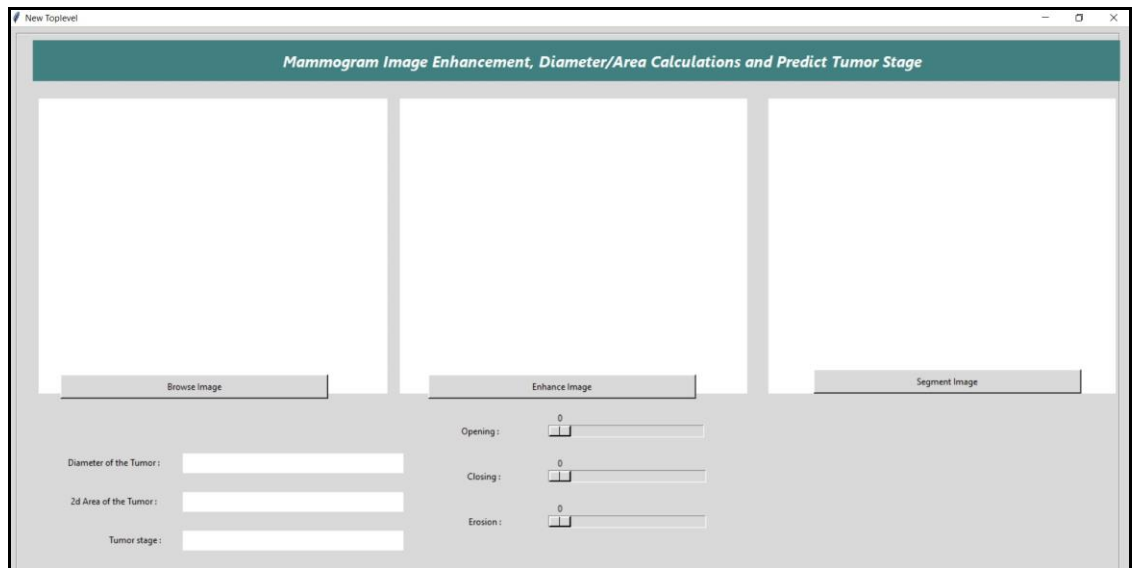 New Toplevel
Mammogram Image Enhancement, Diameter/Area Calculations and Predict Tumor Stage
Browse Image
Enhance Image
Segment Image
0
Opening :
Diameter of the Tumor :
0
Closing :
2d Area of the Tumor :
0
Erosion :
Tumor stage :